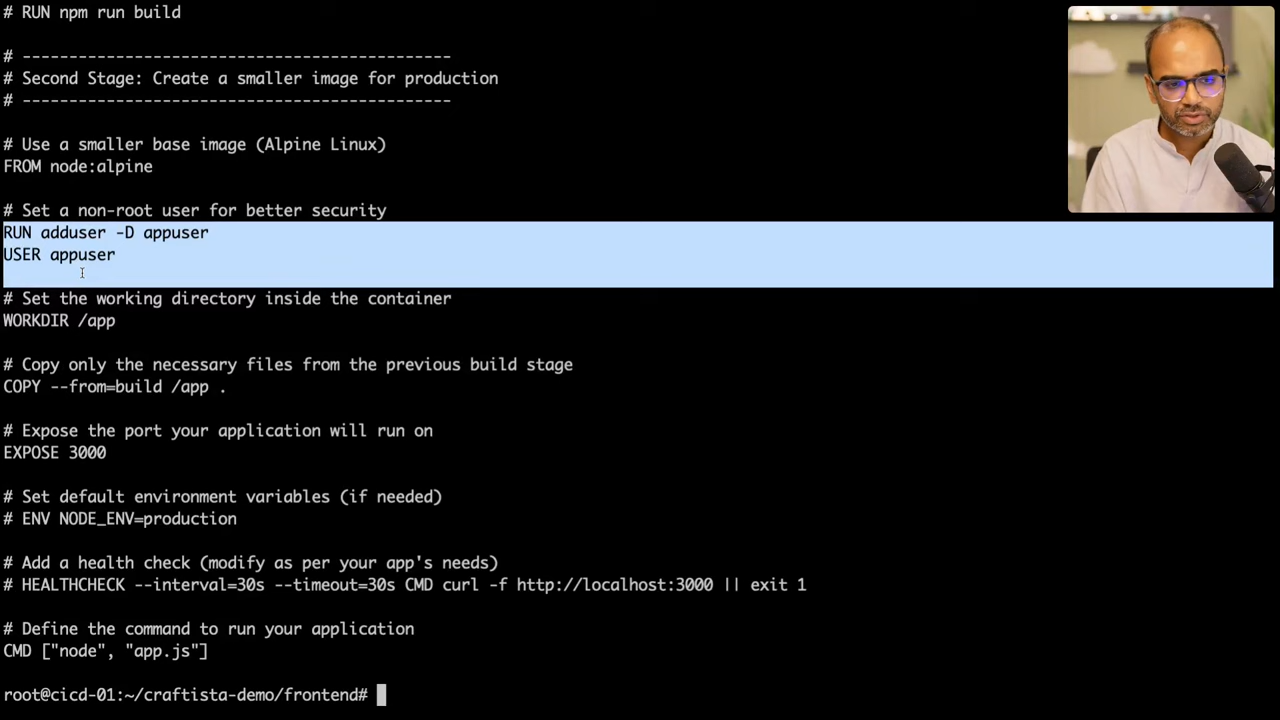 # RUN npm run build
# ----------------------------------------------
# Second Stage: Create a smaller image for production
# ----------------------------------------------
# Use a smaller base image (Alpine Linux)
FROM node:alpine
# Set a non-root user for better security
RUN adduser -D appuser
USER appuser
# Set the working directory inside the container
WORKDIR /app
# Copy only the necessary files from the previous build stage
COPY --from=build /app .
# Expose the port your application will run on
EXPOSE 3000
# Set default environment variables (if needed)
# ENV NODE_ENV=production
# Add a health check (modify as per your app's needs)
# HEALTHCHECK --interval=30s --timeout=30s CMD curl -f http://localhost:3000 || exit 1
# Define the command to run your application
CMD ["node", "app.js"]
root@cicd-01:~/craftista-demo/frontend#